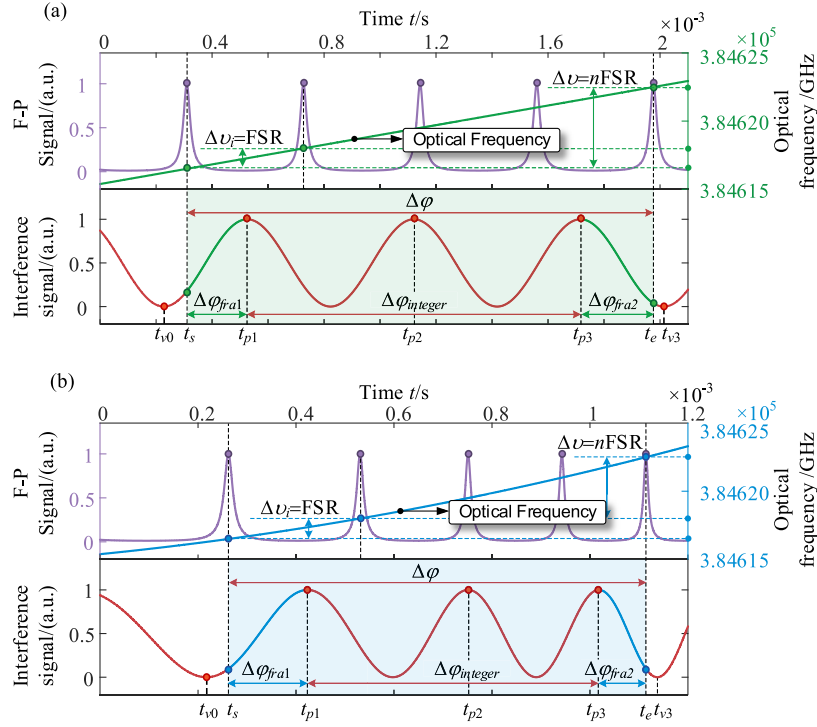 (a)
Time t/s
×10⁻³
0 0.4 0.8 1.2 1.6 2
×10⁵
F-P
Signal/(a.u.)
1
0.5
0
Δυ=nFSR
Δυᵢ=FSR
Optical Frequency
3.84625
3.84620
3.84615
Optical
frequency /GHz
Interference
signal/(a.u.)
1
0.5
0
Δφ
Δφfra1 Δφinteger Δφfra2
tv0 ts tp1 tp2 tp3 te tv3
(b)
Time t/s
×10⁻³
0 0.2 0.4 0.6 0.8 1 1.2
×10⁵
F-P
Signal/(a.u.)
1
0.5
0
Δυ=nFSR
Δυᵢ=FSR
Optical Frequency
3.84625
3.84620
3.84615
Optical
frequency /GHz
Interference
signal/(a.u.)
1
0.5
0
Δφ
Δφfra1 Δφinteger Δφfra2
tv0 ts tp1 tp2 tp3 te tv3